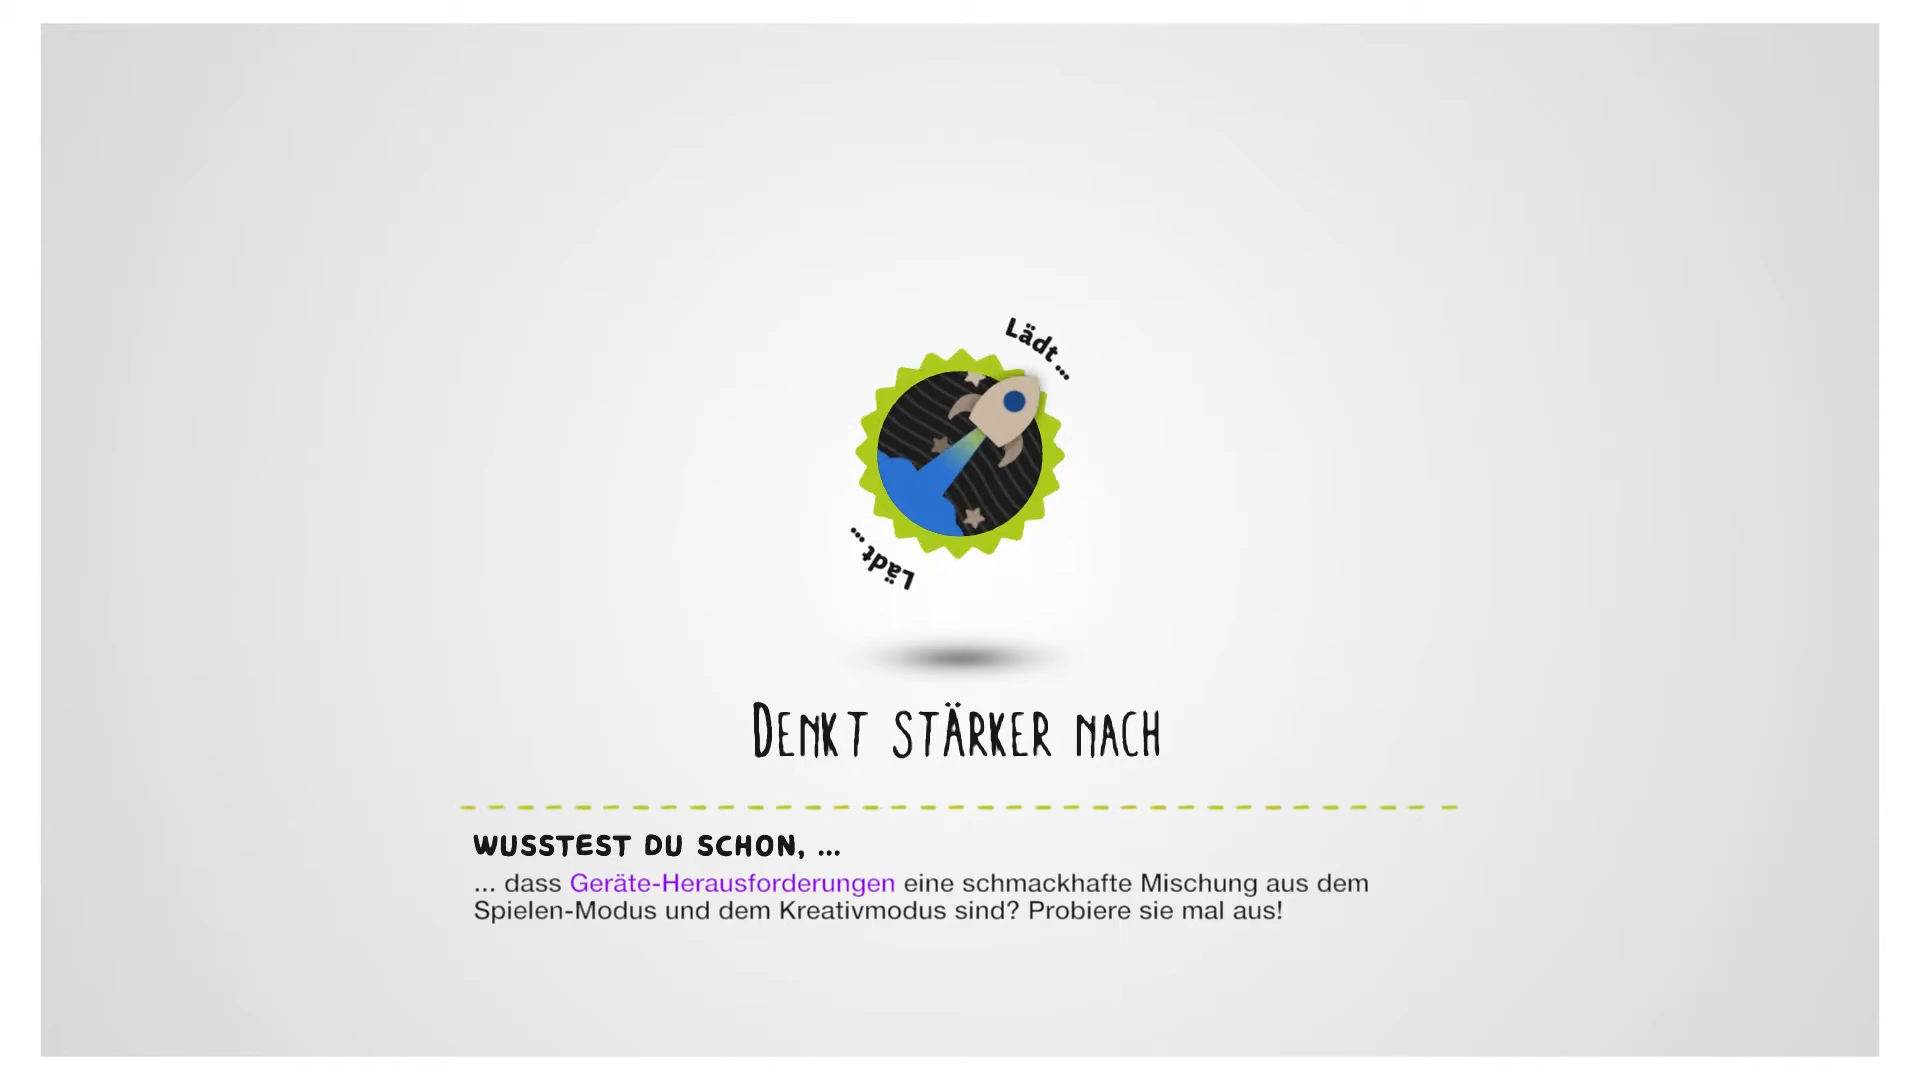 Lädt...
Lädt...
Denkt stärker nach
WUSSTEST DU SCHON, ...
... dass Geräte-Herausforderungen eine schmackhafte Mischung aus dem
Spielen-Modus und dem Kreativmodus sind? Probiere sie mal aus!